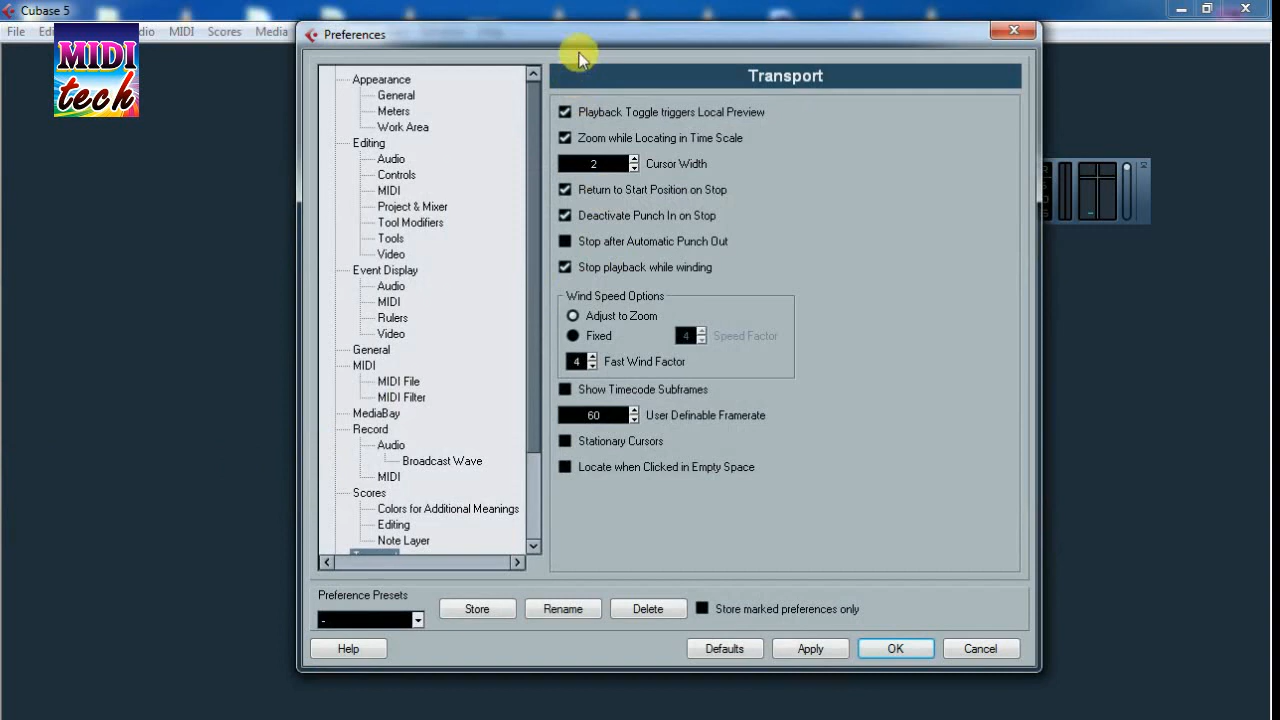 Cubase 5
File
MIDI Scores Media
MIDI
tech
Preferences
Appearance
General
Meters
Work Area
Editing
Audio
Controls
MIDI
Project & Mixer
Tool Modifiers
Tools
Video
Event Display
Audio
MIDI
Rulers
Video
General
MIDI
MIDI File
MIDI Filter
MediaBay
Record
Audio
Broadcast Wave
MIDI
Scores
Colors for Additional Meanings
Editing
Note Layer
Transport
Playback Toggle triggers Local Preview
Zoom while Locating in Time Scale
2 Cursor Width
Return to Start Position on Stop
Deactivate Punch In on Stop
Stop after Automatic Punch Out
Stop playback while winding
Wind Speed Options
Adjust to Zoom
Fixed 4 Speed Factor
4 Fast Wind Factor
Show Timecode Subframes
60 User Definable Framerate
Stationary Cursors
Locate when Clicked in Empty Space
Preference Presets
-
Store Rename Delete Store marked preferences only
Help Defaults Apply OK Cancel